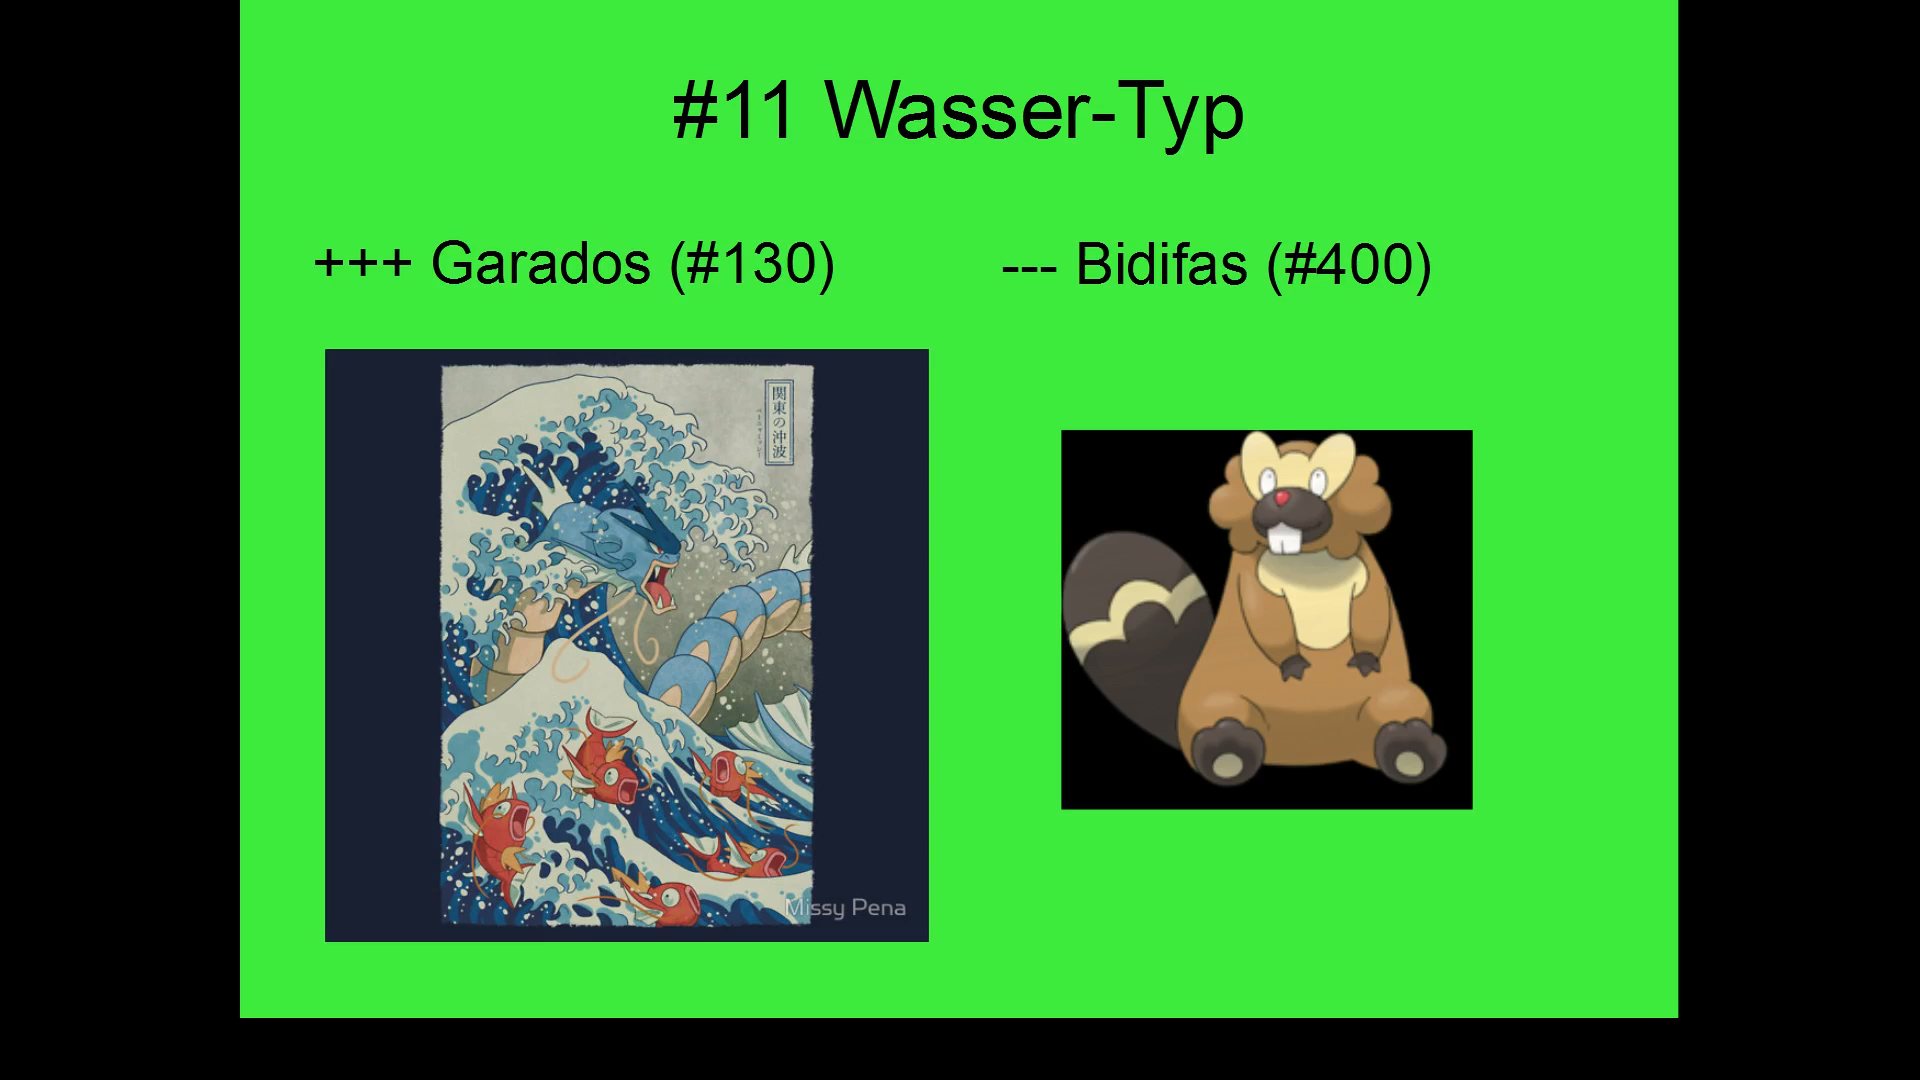 #11 Wasser-Typ
+++ Garados (#130)
--- Bidifas (#400)
関東の沖波
Missy Pena